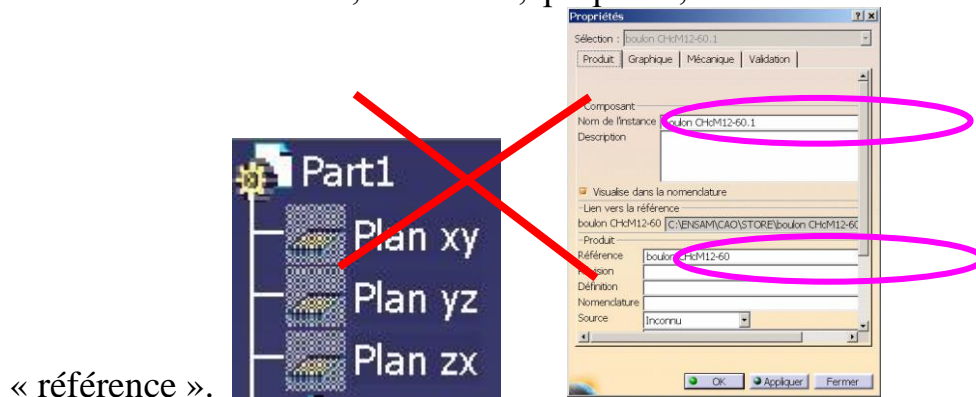 Propriétés
Sélection : boulon CHcM12-60.1
Produit Graphique Mécanique Validation
Composant
Nom de l'instance boulon CHcM12-60.1
Description
Visualise dans la nomenclature
Lien vers la référence
boulon CHcM12-60 C:\ENSAM\CAO\STORE\boulon CHcM12-60
Produit
Référence boulon CHcM12-60
Révision
Définition
Nomenclature
Source Inconnu
OK Appliquer Fermer
Part1
Plan xy
Plan yz
Plan zx
« référence ».